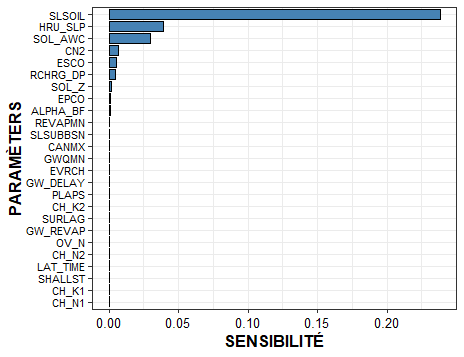 SLSOIL
HRU_SLP
SOL_AWC
CN2
ESCO
RCHRG_DP
SOL_Z
EPCO
ALPHA_BF
REVAPMN
SLSUBBSN
CANMX
GWQMN
EVRCH
GW_DELAY
PLAPS
CH_K2
SURLAG
GW_REVAP
OV_N
CH_N2
LAT_TIME
SHALLST
CH_K1
CH_N1
PARAMÈTERS
0.00 0.05 0.10 0.15 0.20
SENSIBILITÉ